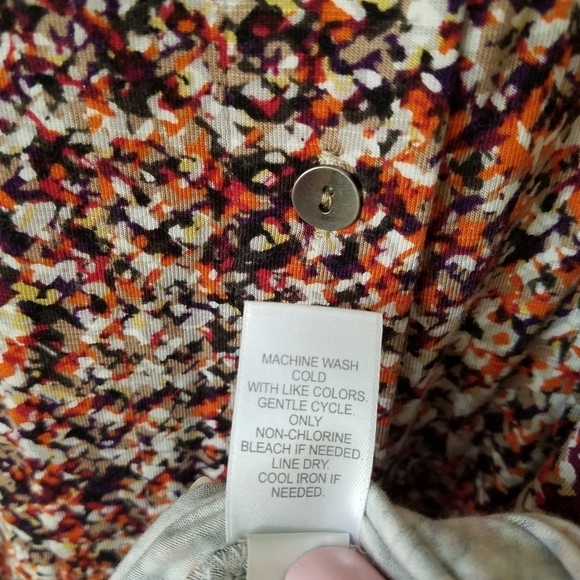 MACHINE WASH
COLD
WITH LIKE COLORS.
GENTLE CYCLE.
ONLY
NON-CHLORINE
BLEACH IF NEEDED.
LINE DRY.
COOL IRON IF
NEEDED.